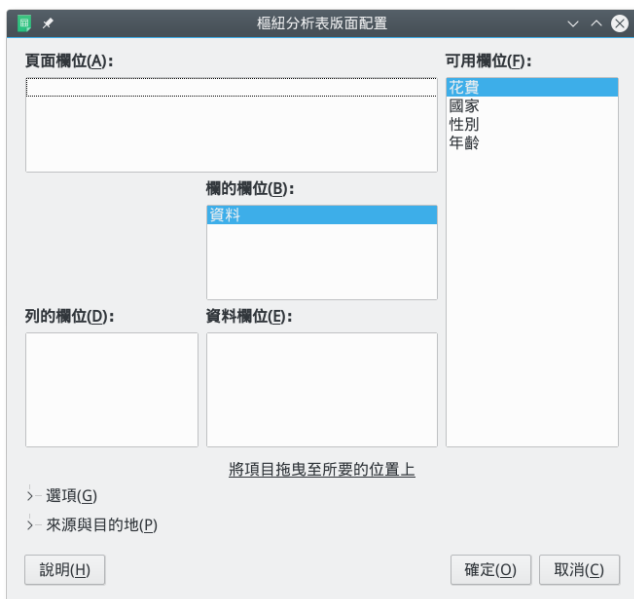 樞紐分析表版面配置
頁面欄位(A):
可用欄位(F):
花費
國家
性別
年齡
欄的欄位(B):
資料
列的欄位(D):
資料欄位(E):
將項目拖曳至所要的位置上
選項(G)
來源與目的地(P)
說明(H)
確定(O)
取消(C)